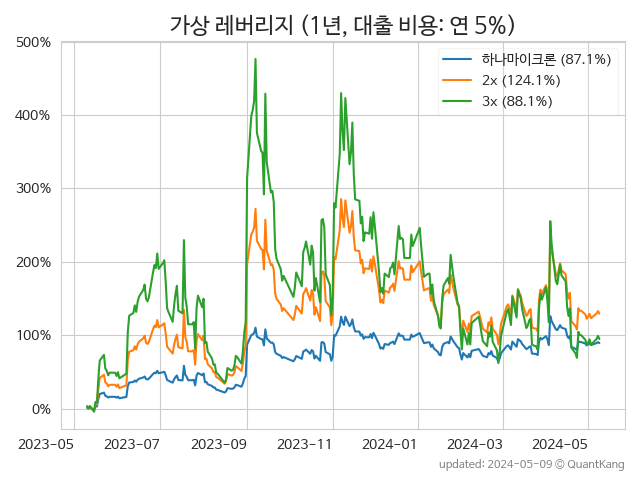 가상 레버리지 (1년, 대출 비용: 연 5%)
500%
400%
300%
200%
100%
0%
하나마이크론 (87.1%)
2x (124.1%)
3x (88.1%)
2023-05
2023-07
2023-09
2023-11
2024-01
2024-03
2024-05
updated: 2024-05-09 © QuantKang